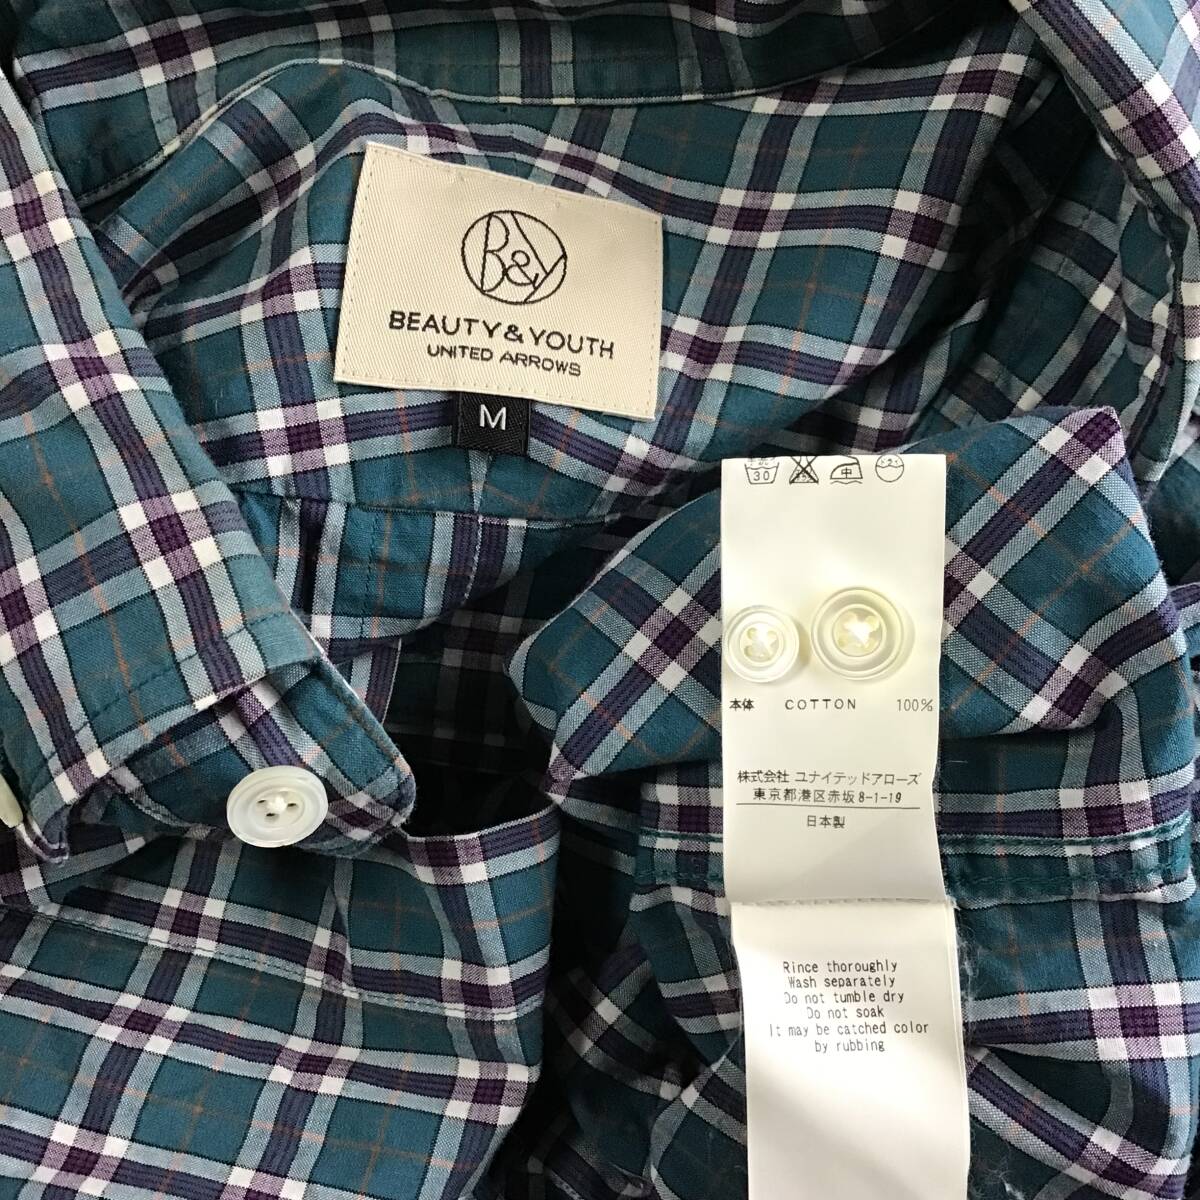 B&Y
BEAUTY & YOUTH
UNITED ARROWS
M
30 中
本体 COTTON 100%
株式会社 ユナイテッドアローズ
東京都港区赤坂 8-1-19
日本製
Rince thoroughly
Wash separately
Do not tumble dry
Do not soak
It may be catched color
by rubbing